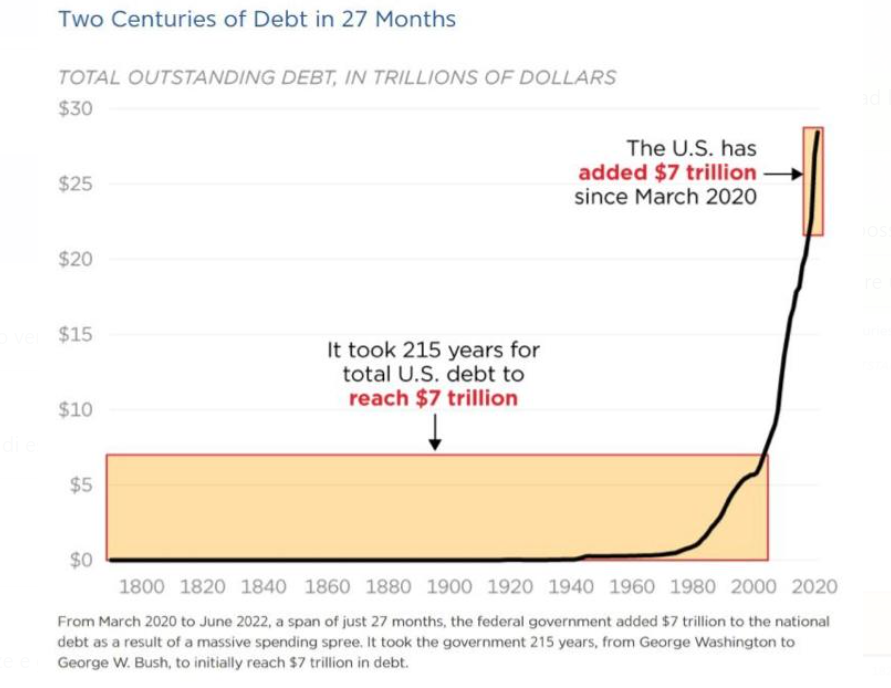 Two Centuries of Debt in 27 Months
TOTAL OUTSTANDING DEBT, IN TRILLIONS OF DOLLARS
$30
The U.S. has
added $7 trillion
since March 2020
$25
$20
$15
It took 215 years for
total U.S. debt to
reach $7 trillion
$10
$5
$0
1800 1820 1840 1860 1880 1900 1920 1940 1960 1980 2000 2020
From March 2020 to June 2022, a span of just 27 months, the federal government added $7 trillion to the national
debt as a result of a massive spending spree. It took the government 215 years, from George Washington to
George W. Bush, to initially reach $7 trillion in debt.